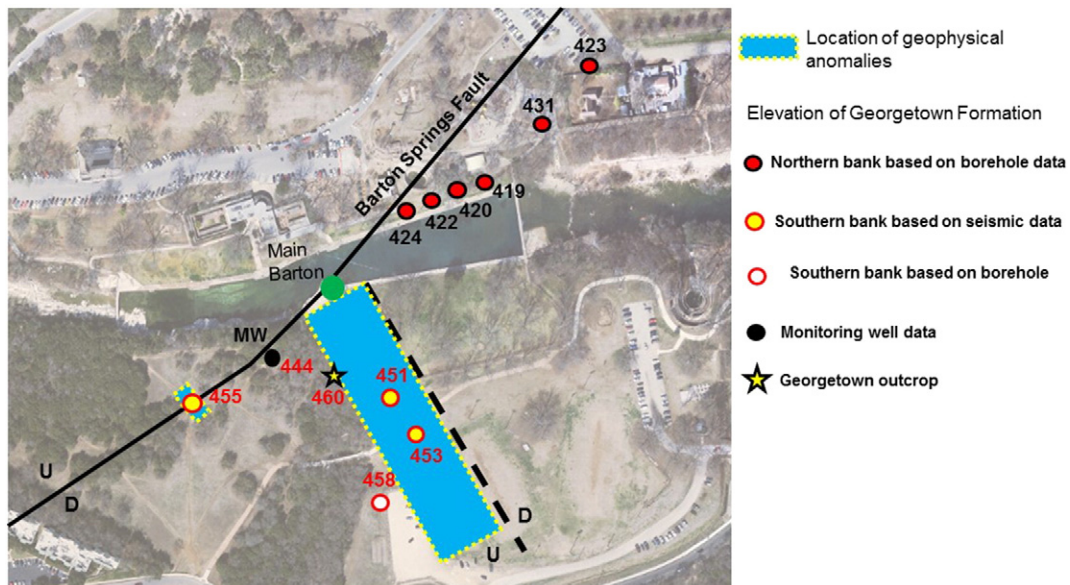 423
431
Barton Springs Fault
419
420
422
424
Main
Barton
MW
444
460
451
455
453
458
U
D
D
U
Location of geophysical
anomalies
Elevation of Georgetown Formation
Northern bank based on borehole data
Southern bank based on seismic data
Southern bank based on borehole
Monitoring well data
Georgetown outcrop